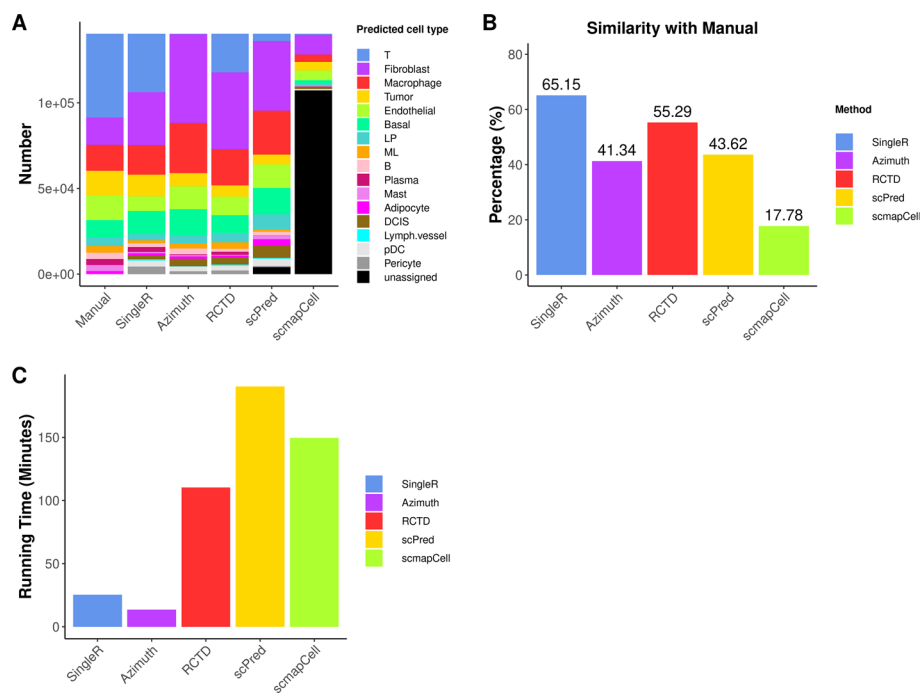 A
Number
1e+05
5e+04
0e+00
Manual
SingleR
Azimuth
RCTD
scPred
scmapCell
Predicted cell type
T
Fibroblast
Macrophage
Tumor
Endothelial
Basal
LP
ML
B
Plasma
Mast
Adipocyte
DCIS
Lymph.vessel
pDC
Pericyte
unassigned
B
Similarity with Manual
Percentage (%)
80
60
40
20
0
65.15
41.34
55.29
43.62
17.78
SingleR
Azimuth
RCTD
scPred
scmapCell
Method
SingleR
Azimuth
RCTD
scPred
scmapCell
C
Running Time (Minutes)
150
100
50
0
SingleR
Azimuth
RCTD
scPred
scmapCell
SingleR
Azimuth
RCTD
scPred
scmapCell